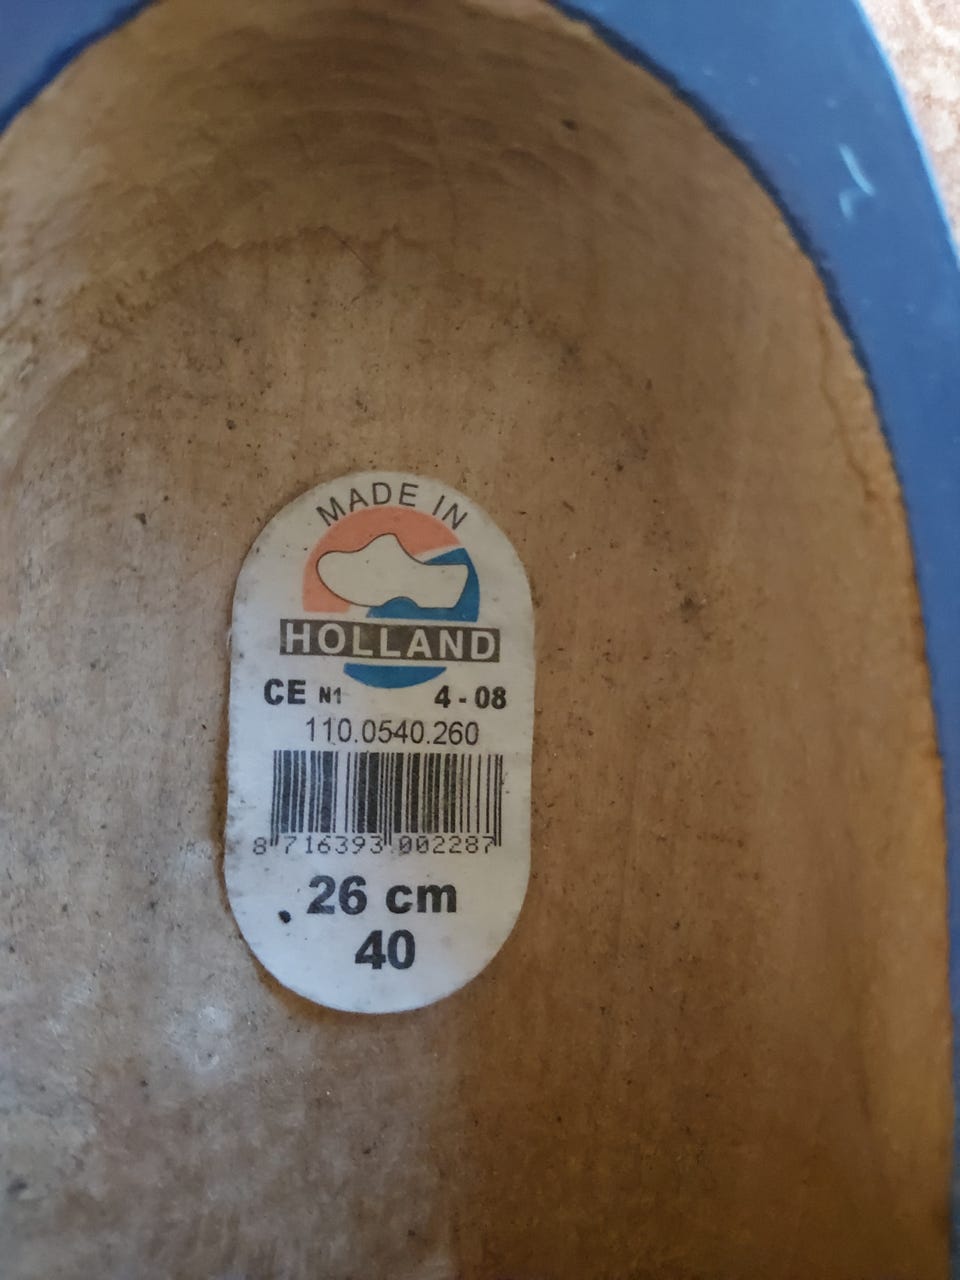 MADE IN
HOLLAND
CE N1 4 - 08
110.0540.260
8 716393 002287
26 cm
40